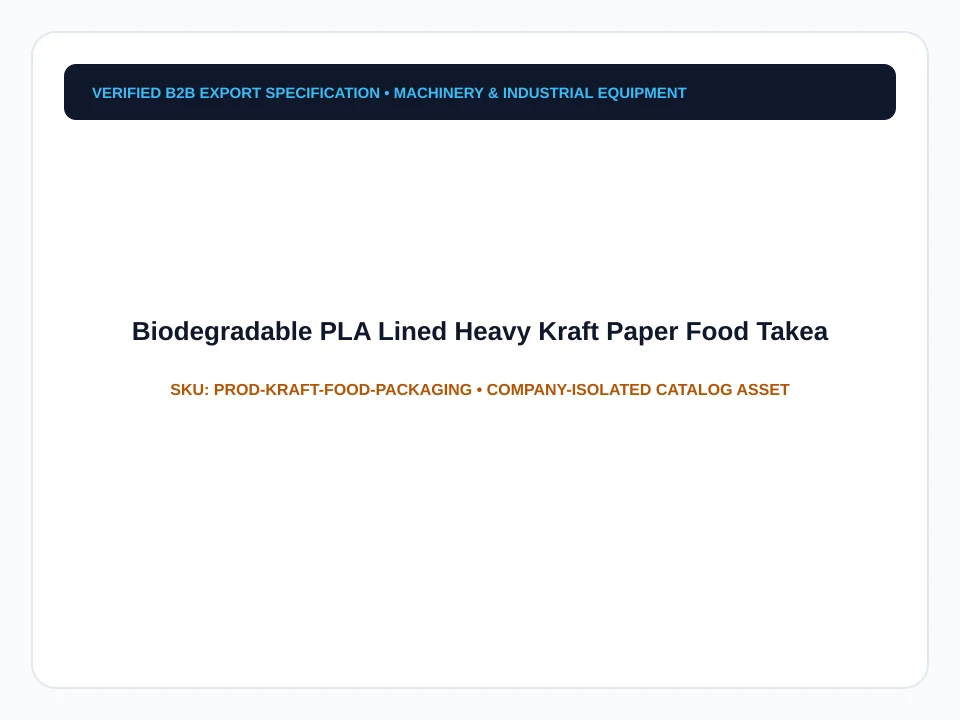 VERIFIED B2B EXPORT SPECIFICATION • MACHINERY & INDUSTRIAL EQUIPMENT
Biodegradable PLA Lined Heavy Kraft Paper Food Takea
SKU: PROD-KRAFT-FOOD-PACKAGING • COMPANY-ISOLATED CATALOG ASSET